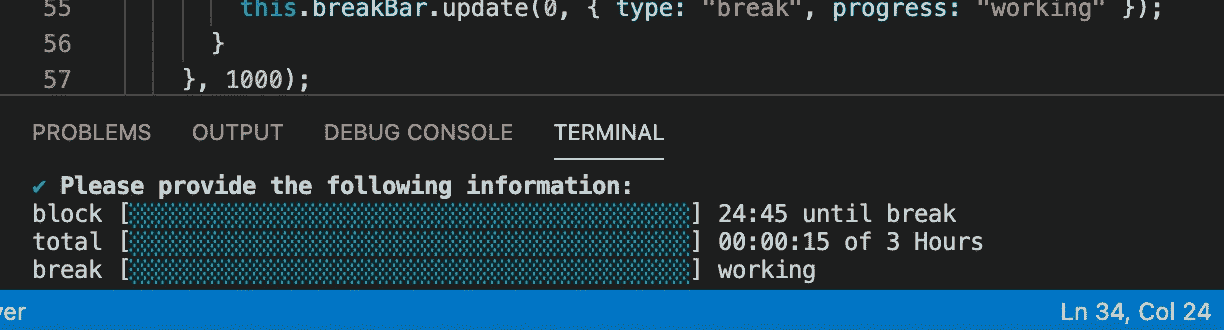 55 this.breakBar.update(0, { type: "break", progress: "working" });
56 }
57 }, 1000);
PROBLEMS OUTPUT DEBUG CONSOLE TERMINAL
✔ Please provide the following information:
block [] 24:45 until break
total [] 00:00:15 of 3 Hours
break [] working
ver Ln 34, Col 24